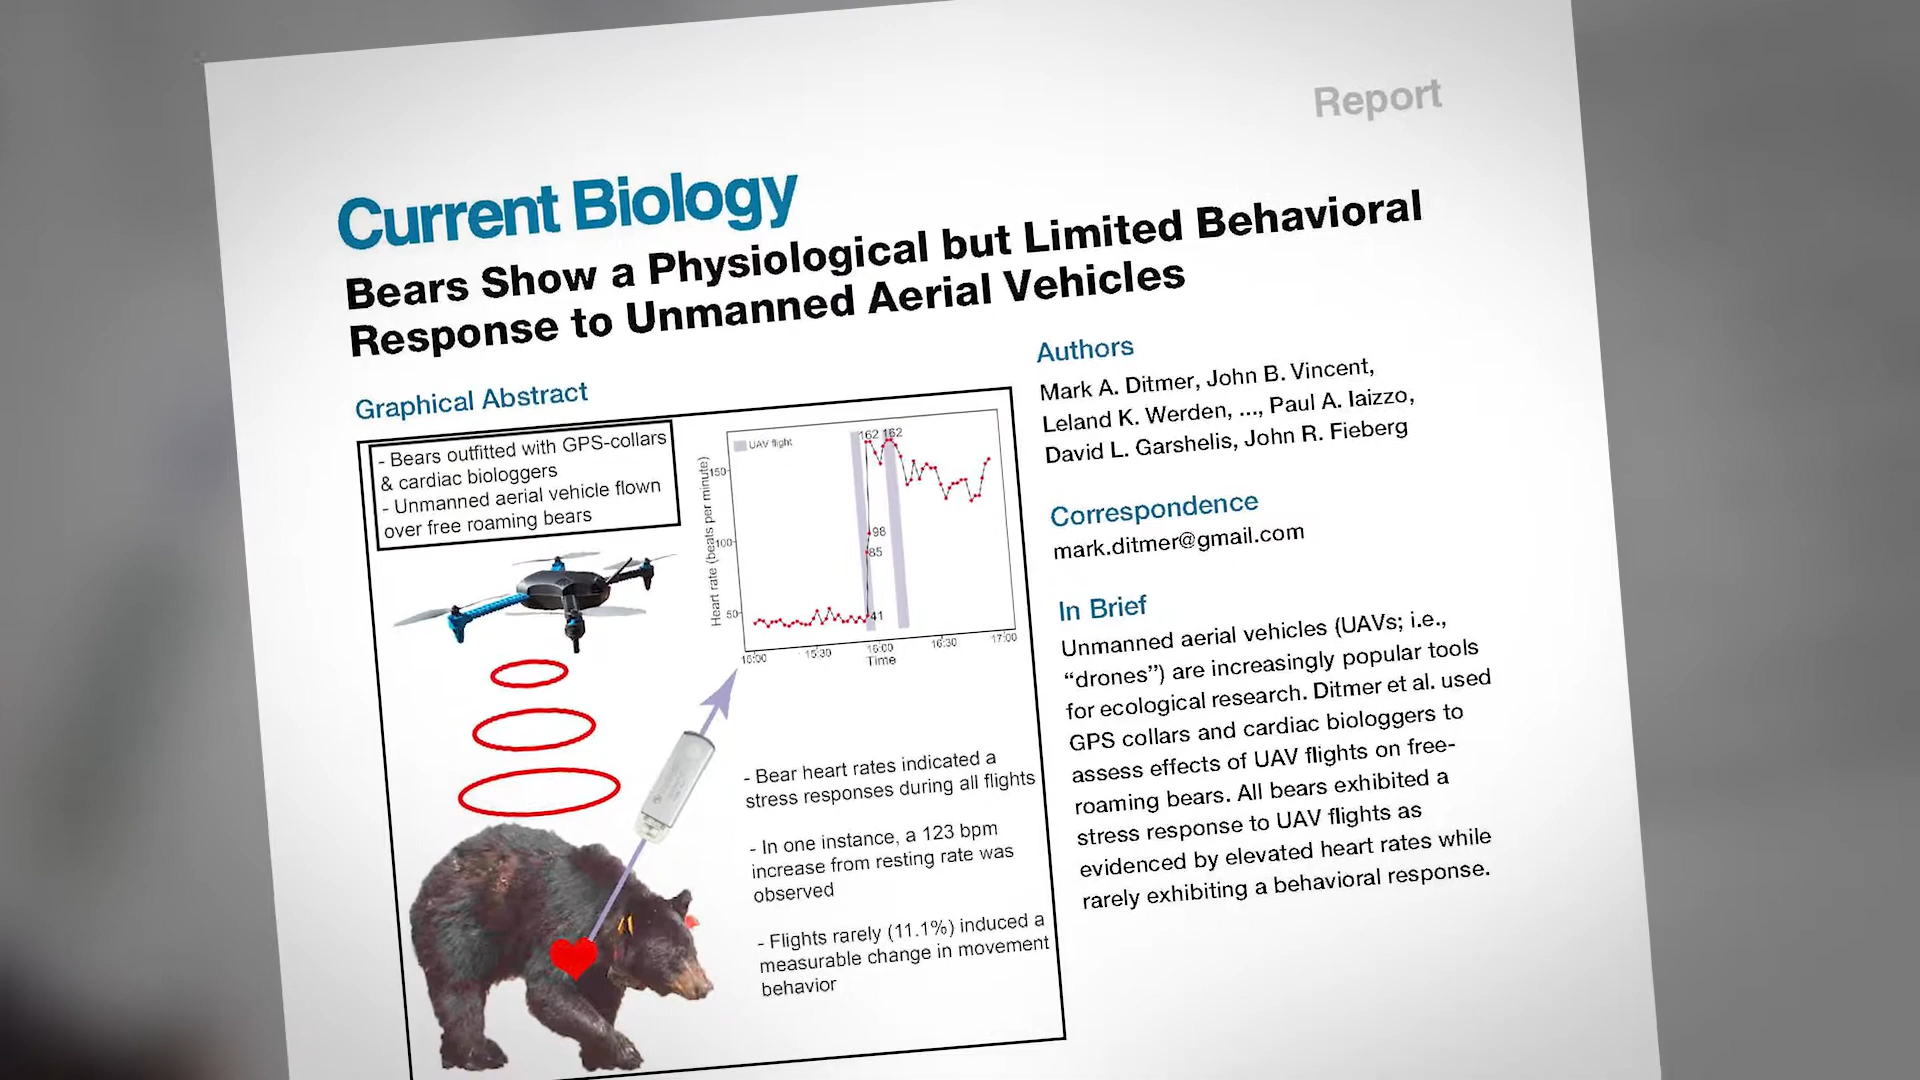 Report
Current Biology
Bears Show a Physiological but Limited Behavioral
Response to Unmanned Aerial Vehicles
Graphical Abstract
- Bears outfitted with GPS-collars
& cardiac biologgers
- Unmanned aerial vehicle flown
over free roaming bears
UAV flight
162 162
150
98
100
85
50
41
Heart rate (beats per minute)
15:30
16:00
16:30
17:00
Time
- Bear heart rates indicated a
stress responses during all flights
- In one instance, a 123 bpm
increase from resting rate was
observed
- Flights rarely (11.1%) induced a
measurable change in movement
behavior
Authors
Mark A. Ditmer, John B. Vincent,
Leland K. Werden, ..., Paul A. Iaizzo,
David L. Garshelis, John R. Fieberg
Correspondence
mark.ditmer@gmail.com
In Brief
Unmanned aerial vehicles (UAVs; i.e.,
“drones”) are increasingly popular tools
for ecological research. Ditmer et al. used
GPS collars and cardiac biologgers to
assess effects of UAV flights on free-
roaming bears. All bears exhibited a
stress response to UAV flights as
evidenced by elevated heart rates while
rarely exhibiting a behavioral response.